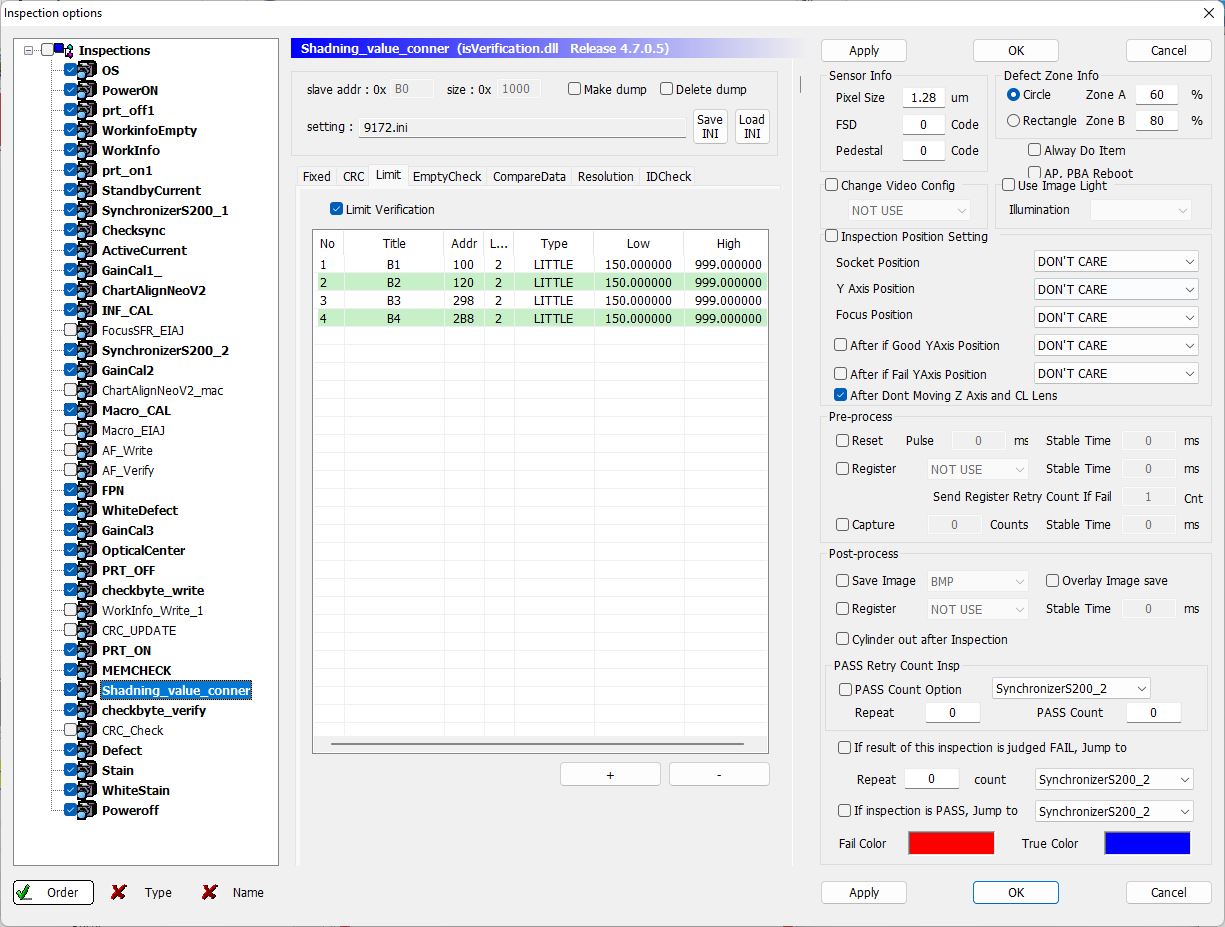 Inspection options
Inspections
OS
PowerON
prt_off1
WorkinfoEmpty
WorkInfo
prt_on1
StandbyCurrent
SynchronizerS200_1
Checksync
ActiveCurrent
GainCal1_
ChartAlignNeoV2
INF_CAL
FocusSFR_EIAJ
SynchronizerS200_2
GainCal2
ChartAlignNeoV2_mac
Macro_CAL
Macro_EIAJ
AF_Write
AF_Verify
FPN
WhiteDefect
GainCal3
OpticalCenter
PRT_OFF
checkbyte_write
WorkInfo_Write_1
CRC_UPDATE
PRT_ON
MEMCHECK
Shadning_value_conner
checkbyte_verify
CRC_Check
Defect
Stain
WhiteStain
Poweroff
Order Type Name
Shadning_value_conner (isVerification.dll Release 4.7.0.5)
slave addr : 0x B0 size : 0x 1000 Make dump Delete dump
setting : 9172.ini Save INI Load INI
Fixed CRC Limit EmptyCheck CompareData Resolution IDCheck
Limit Verification
No Title Addr L... Type Low High
1 B1 100 2 LITTLE 150.000000 999.000000
2 B2 120 2 LITTLE 150.000000 999.000000
3 B3 298 2 LITTLE 150.000000 999.000000
4 B4 2B8 2 LITTLE 150.000000 999.000000
+ -
Apply OK Cancel
Sensor Info
Pixel Size 1.28 um
FSD 0 Code
Pedestal 0 Code
Defect Zone Info
Circle Zone A 60 %
Rectangle Zone B 80 %
Alway Do Item
AP, PBA Reboot
Change Video Config
NOT USE
Use Image Light
Illumination
Inspection Position Setting
Socket Position DON'T CARE
Y Axis Position DON'T CARE
Focus Position DON'T CARE
After if Good YAxis Position DON'T CARE
After if Fail YAxis Position DON'T CARE
After Dont Moving Z Axis and CL Lens
Pre-process
Reset Pulse 0 ms Stable Time 0 ms
Register NOT USE Stable Time 0 ms
Send Register Retry Count If Fail 1 Cnt
Capture 0 Counts Stable Time 0 ms
Post-process
Save Image BMP Overlay Image save
Register NOT USE Stable Time 0 ms
Cylinder out after Inspection
PASS Retry Count Insp
PASS Count Option SynchronizerS200_2
Repeat 0 PASS Count 0
If result of this inspection is judged FAIL, Jump to
Repeat 0 count SynchronizerS200_2
If inspection is PASS, Jump to SynchronizerS200_2
Fail Color True Color
Apply OK Cancel